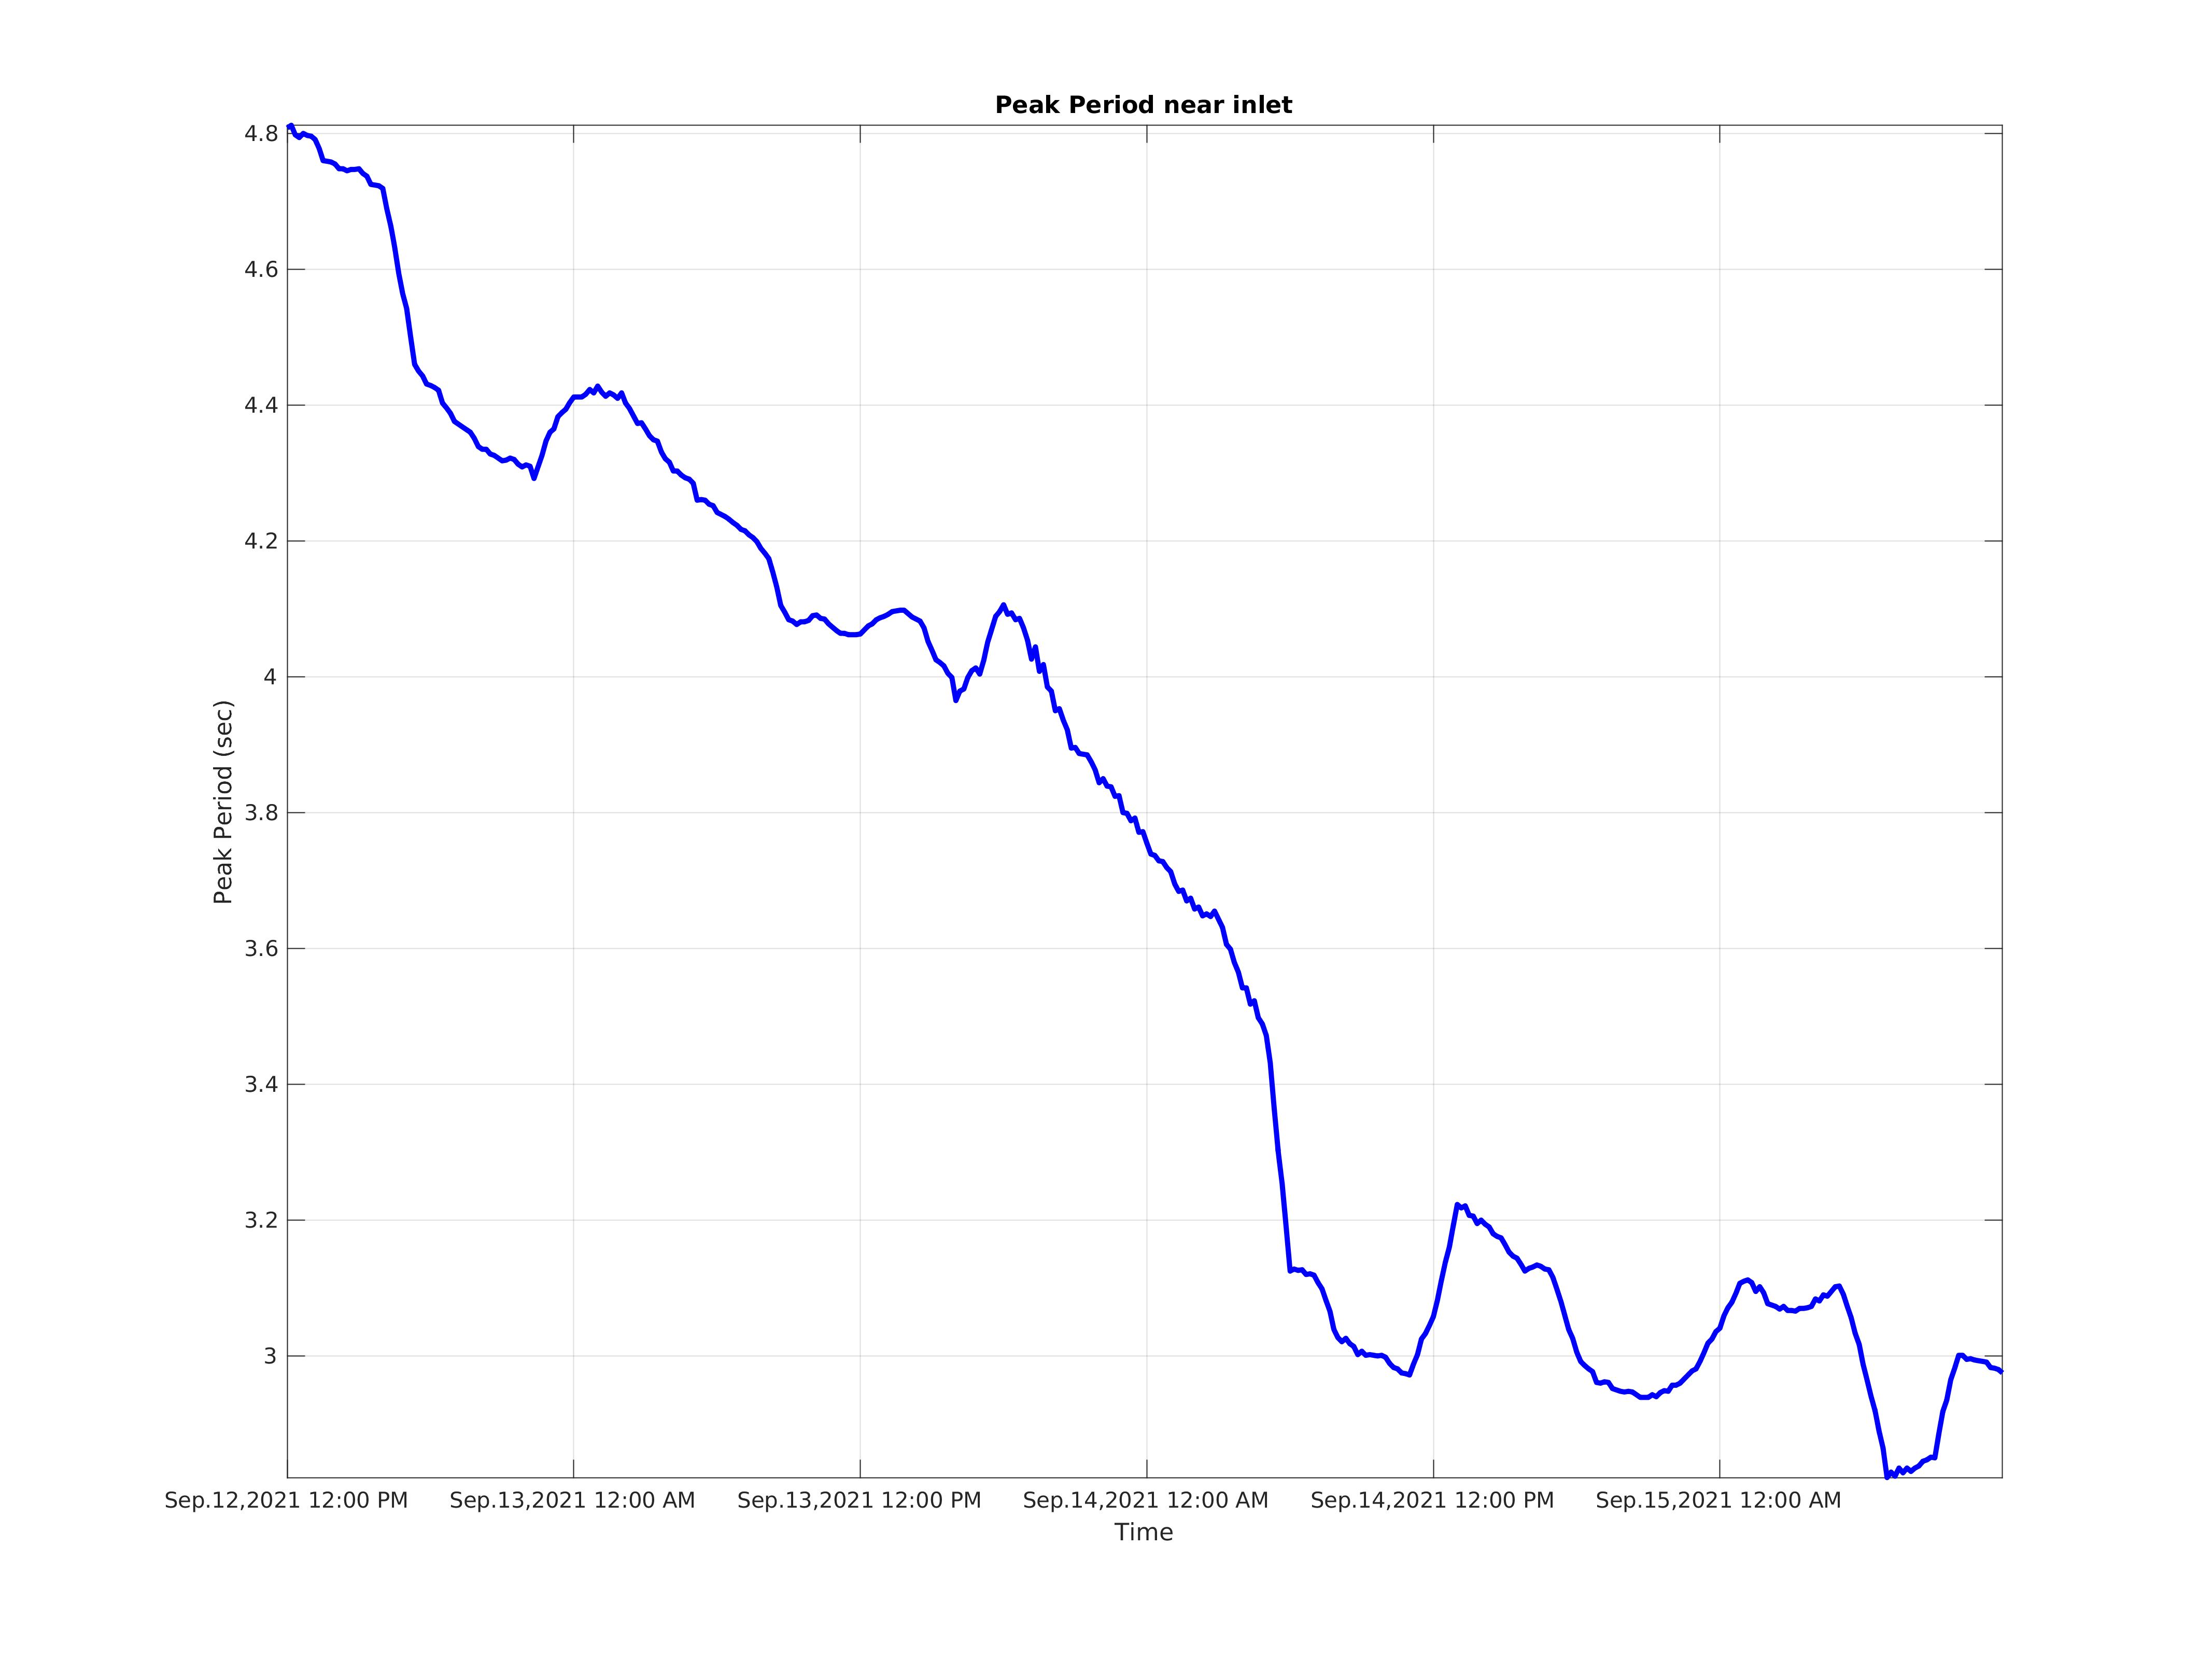 Peak Period near inlet
4.8
4.6
4.4
4.2
4
3.8
3.6
3.4
3.2
3
Peak Period (sec)
Sep.12,2021 12:00 PM Sep.13,2021 12:00 AM Sep.13,2021 12:00 PM Sep.14,2021 12:00 AM Sep.14,2021 12:00 PM Sep.15,2021 12:00 AM
Time